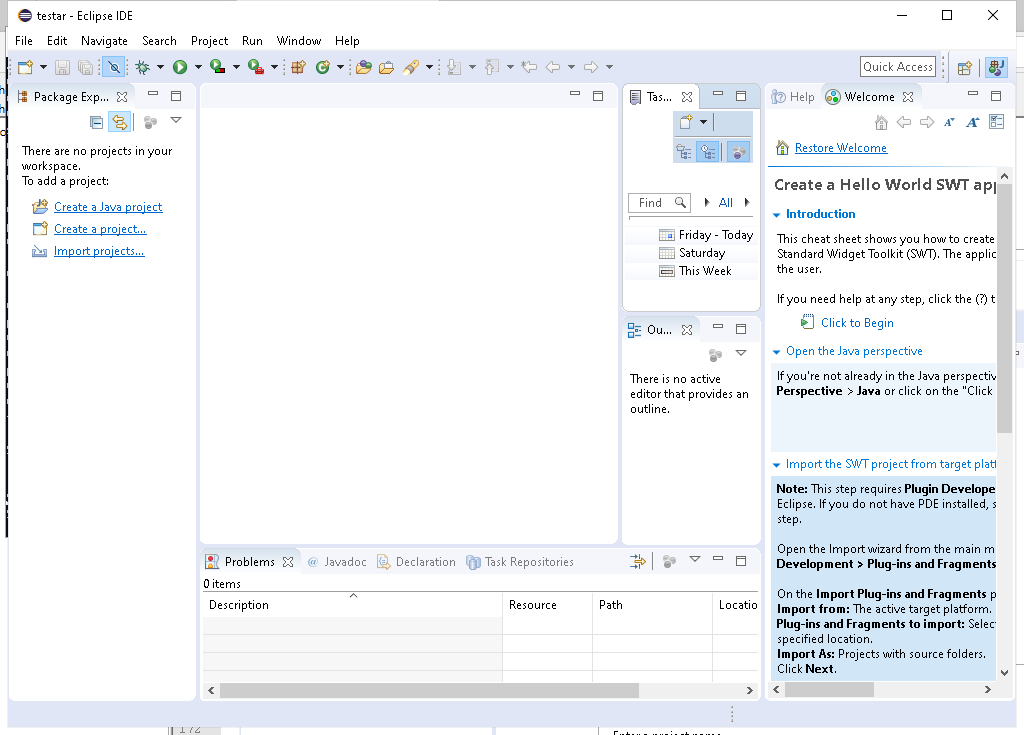 testar - Eclipse IDE
File Edit Navigate Search Project Run Window Help
Quick Access
Package Exp...
There are no projects in your
workspace.
To add a project:
Create a Java project
Create a project...
Import projects...
Tas...
Find
All
Friday - Today
Saturday
This Week
Ou...
There is no active
editor that provides an
outline.
Help Welcome
Restore Welcome
Create a Hello World SWT app
Introduction
This cheat sheet shows you how to create
Standard Widget Toolkit (SWT). The applic
the user.
If you need help at any step, click the (?) t
Click to Begin
Open the Java perspective
If you're not already in the Java perspectiv
Perspective > Java or click on the "Click
Import the SWT project from target platf
Note: This step requires Plugin Develope
Eclipse. If you do not have PDE installed, s
step.
Open the Import wizard from the main m
Development > Plug-ins and Fragments
On the Import Plug-ins and Fragments p
Import from: The active target platform.
Plug-ins and Fragments to import: Selec
specified location.
Import As: Projects with source folders.
Click Next.
Problems @ Javadoc Declaration Task Repositories
0 items
Description Resource Path Locatio
172